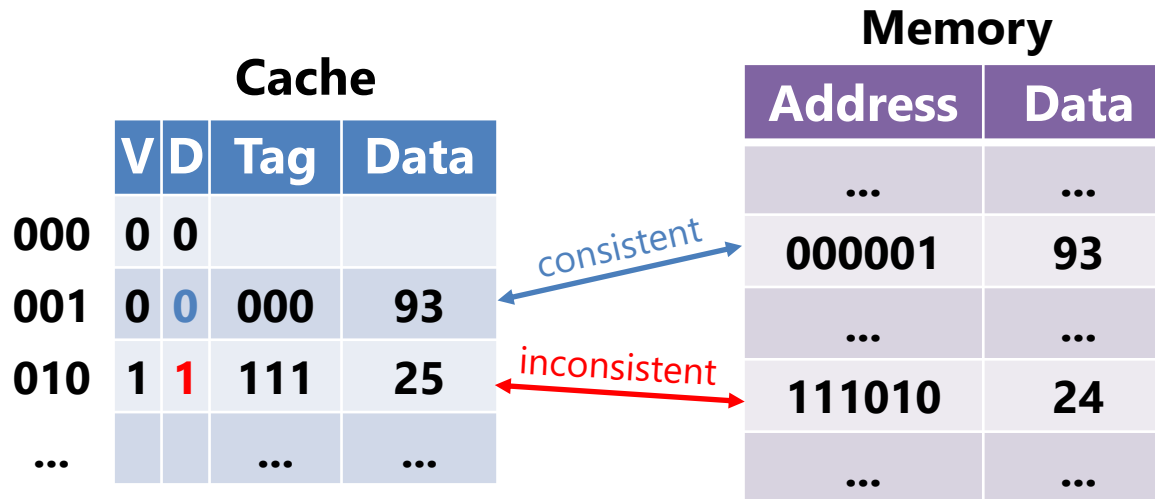 Memory
Cache
Address Data
V D Tag Data
... ...
000 0 0
consistent
000001 93
001 0 0 000 93
... ...
inconsistent
010 1 1 111 25
111010 24
... ... ...
... ...